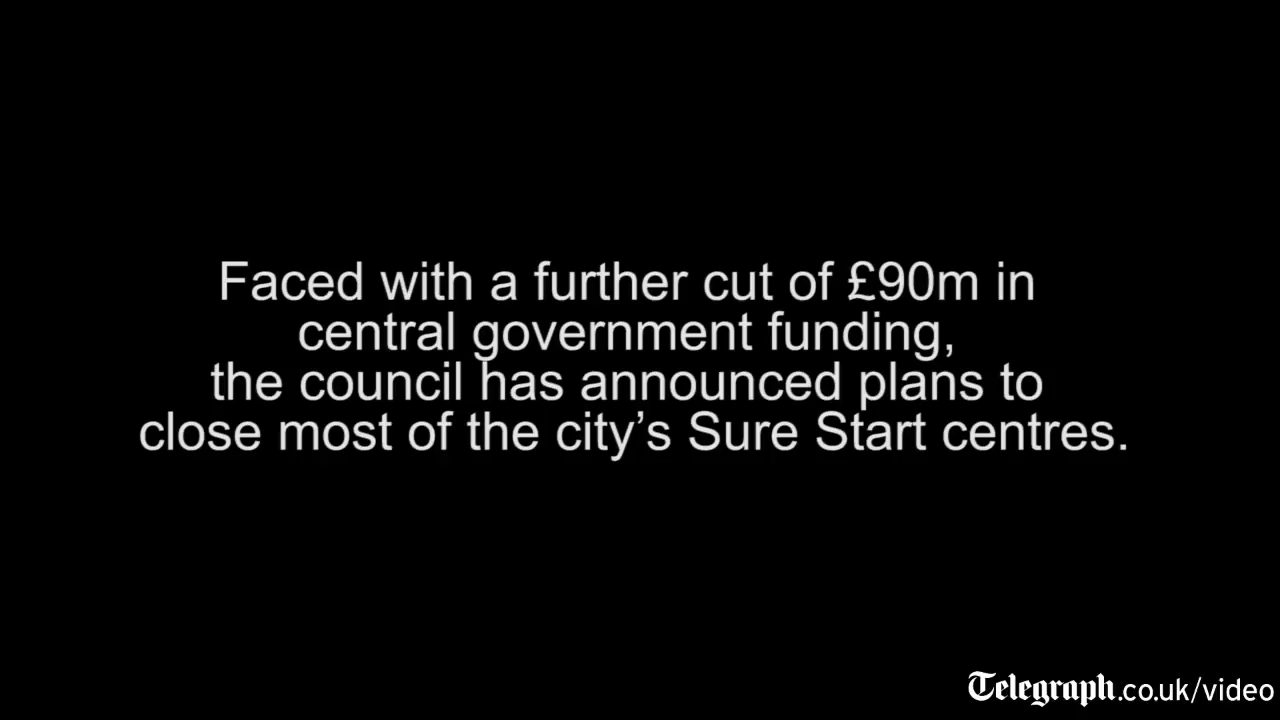 Faced with a further cut of £90m in
central government funding,
the council has announced plans to
close most of the city’s Sure Start centres.
Telegraph.co.uk/video